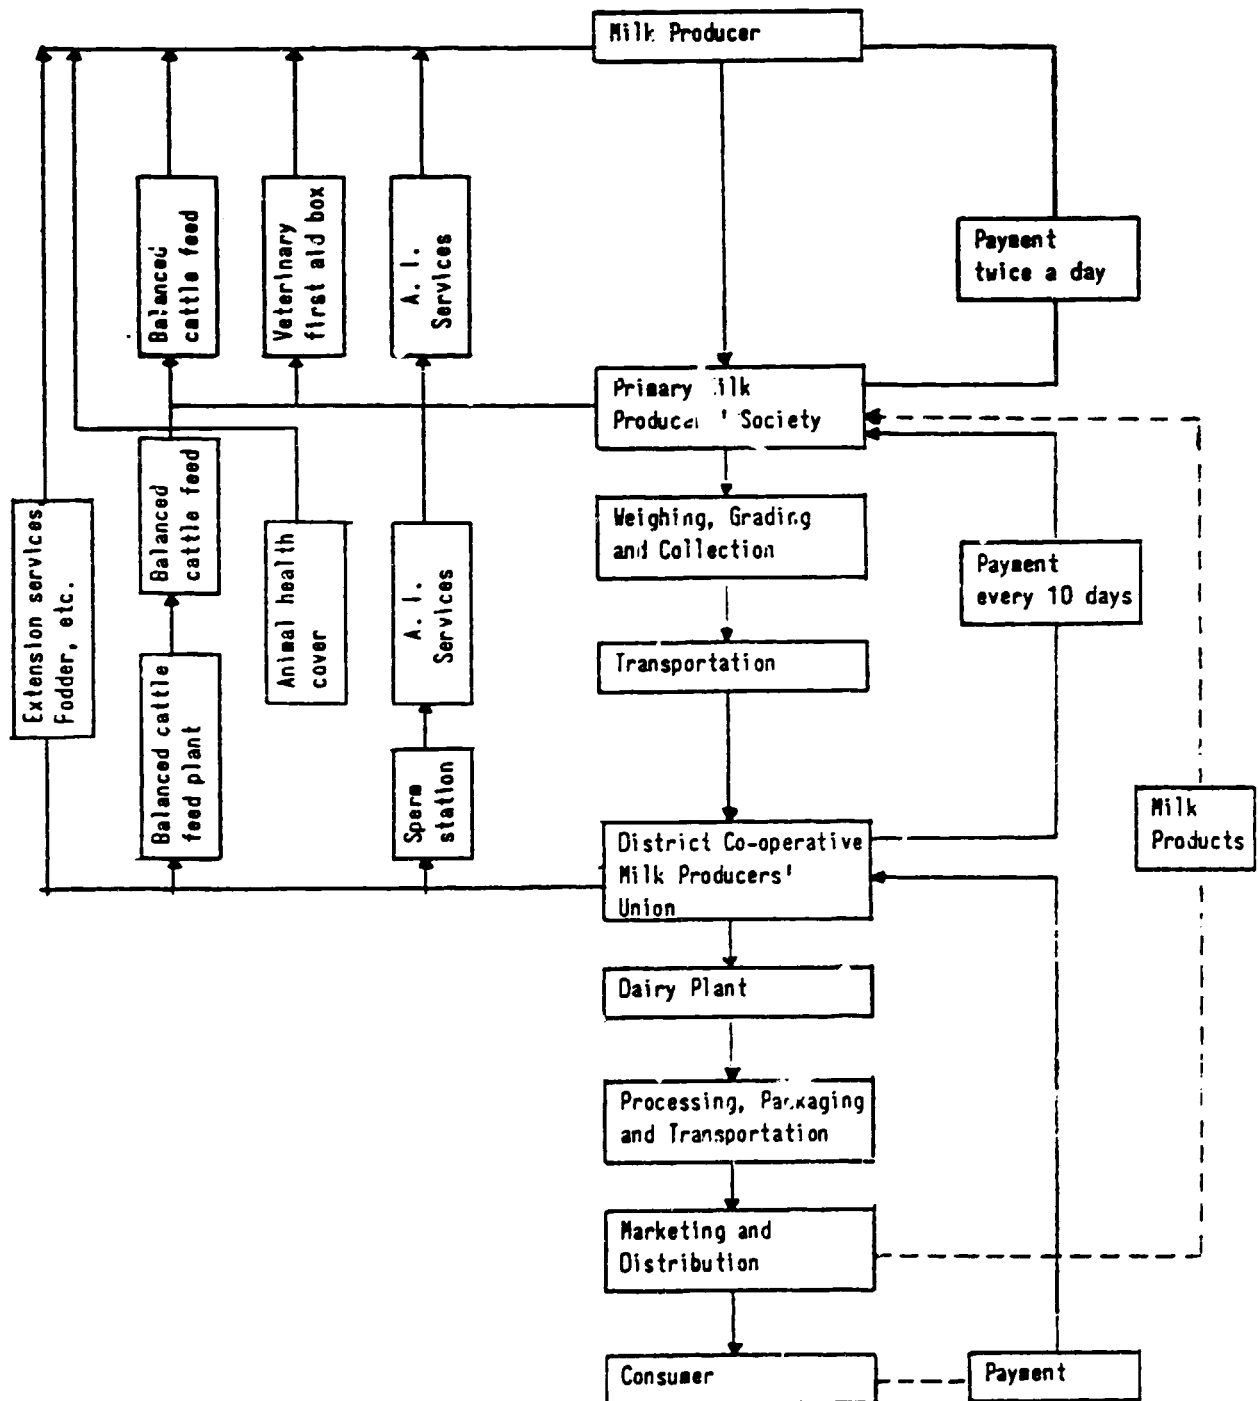 Milk Producer
Balanced
cattle feed
Veterinary
first aid box
A. I.
Services
Payment
twice a day
Primary Milk
Society
Balanced
cattle feed
Weighing, Grading
and Collection
Extension services,
Fodder, etc.
Animal health
cover
A. I.
Services
Payment
every 10 days
Transportation
Balanced cattle
feed plant
Sperm
station
Milk
Products
District Co-operative
Milk Producers'
Union
Dairy Plant
Processing, Packaging
and Transportation
Marketing and
Distribution
Consumer
Payment